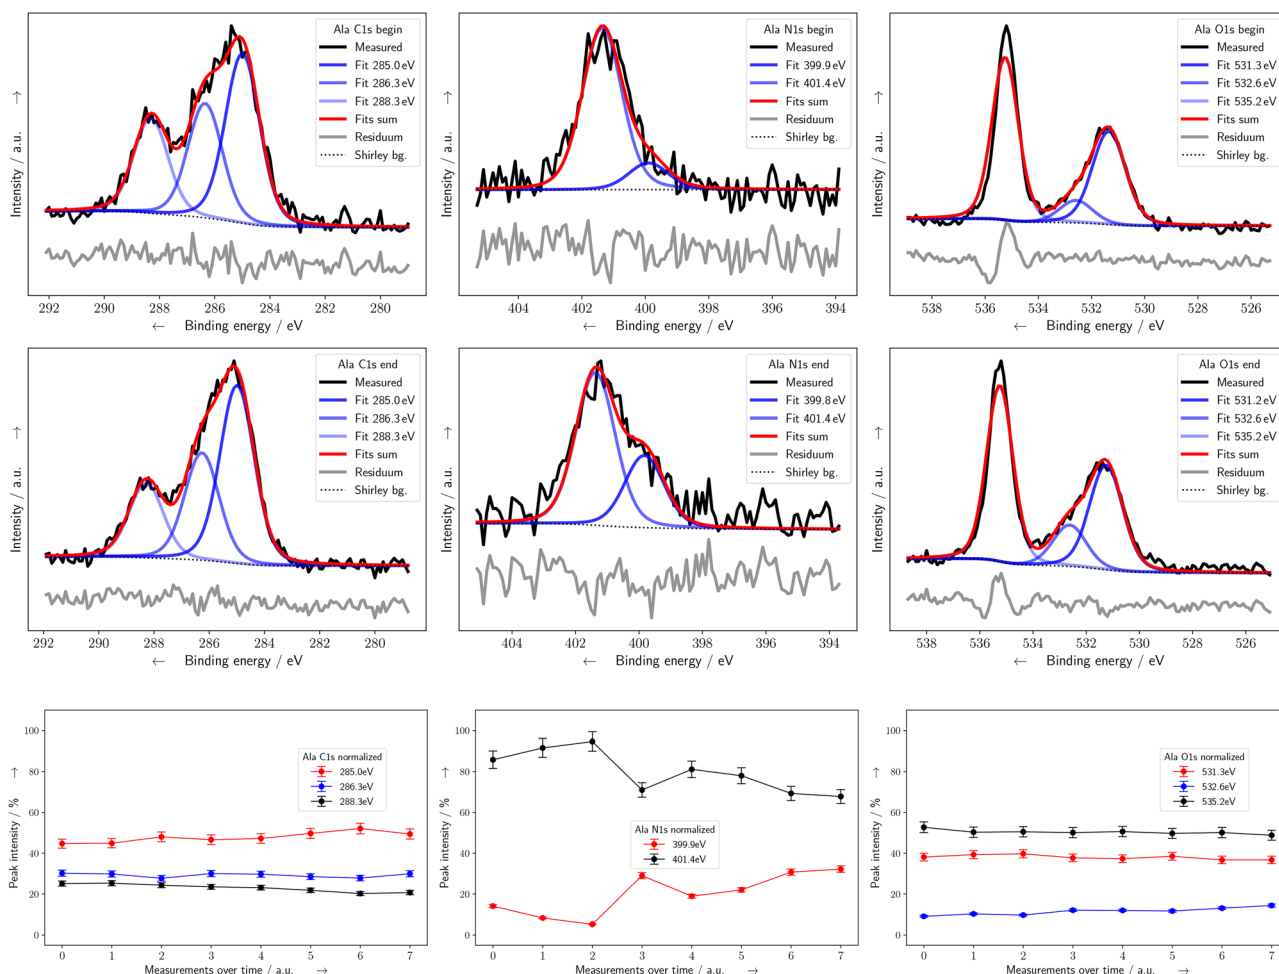 Ala C1s begin
Measured
Fit 285.0 eV
Fit 286.3 eV
Fit 288.3 eV
Fits sum
Residuum
Shirley bg.
Intensity / a.u. →
292 290 288 286 284 282 280
← Binding energy / eV
Ala N1s begin
Measured
Fit 399.9 eV
Fit 401.4 eV
Fits sum
Residuum
Shirley bg.
Intensity / a.u. →
404 402 400 398 396 394
← Binding energy / eV
Ala O1s begin
Measured
Fit 531.3 eV
Fit 532.6 eV
Fit 535.2 eV
Fits sum
Residuum
Shirley bg.
Intensity / a.u. →
538 536 534 532 530 528 526
← Binding energy / eV
Ala C1s end
Measured
Fit 285.0 eV
Fit 286.3 eV
Fit 288.3 eV
Fits sum
Residuum
Shirley bg.
Intensity / a.u. →
292 290 288 286 284 282 280
← Binding energy / eV
Ala N1s end
Measured
Fit 399.8 eV
Fit 401.4 eV
Fits sum
Residuum
Shirley bg.
Intensity / a.u. →
404 402 400 398 396 394
← Binding energy / eV
Ala O1s end
Measured
Fit 531.2 eV
Fit 532.6 eV
Fit 535.2 eV
Fits sum
Residuum
Shirley bg.
Intensity / a.u. →
538 536 534 532 530 528 526
← Binding energy / eV
Ala C1s normalized
285.0eV
286.3eV
288.3eV
Peak intensity / % →
100
80
60
40
20
0
0 1 2 3 4 5 6 7
Measurements over time / a.u. →
Ala N1s normalized
399.9eV
401.4eV
Peak intensity / % →
100
80
60
40
20
0
0 1 2 3 4 5 6 7
Measurements over time / a.u. →
Ala O1s normalized
531.3eV
532.6eV
535.2eV
Peak intensity / % →
100
80
60
40
20
0
0 1 2 3 4 5 6 7
Measurements over time / a.u. →